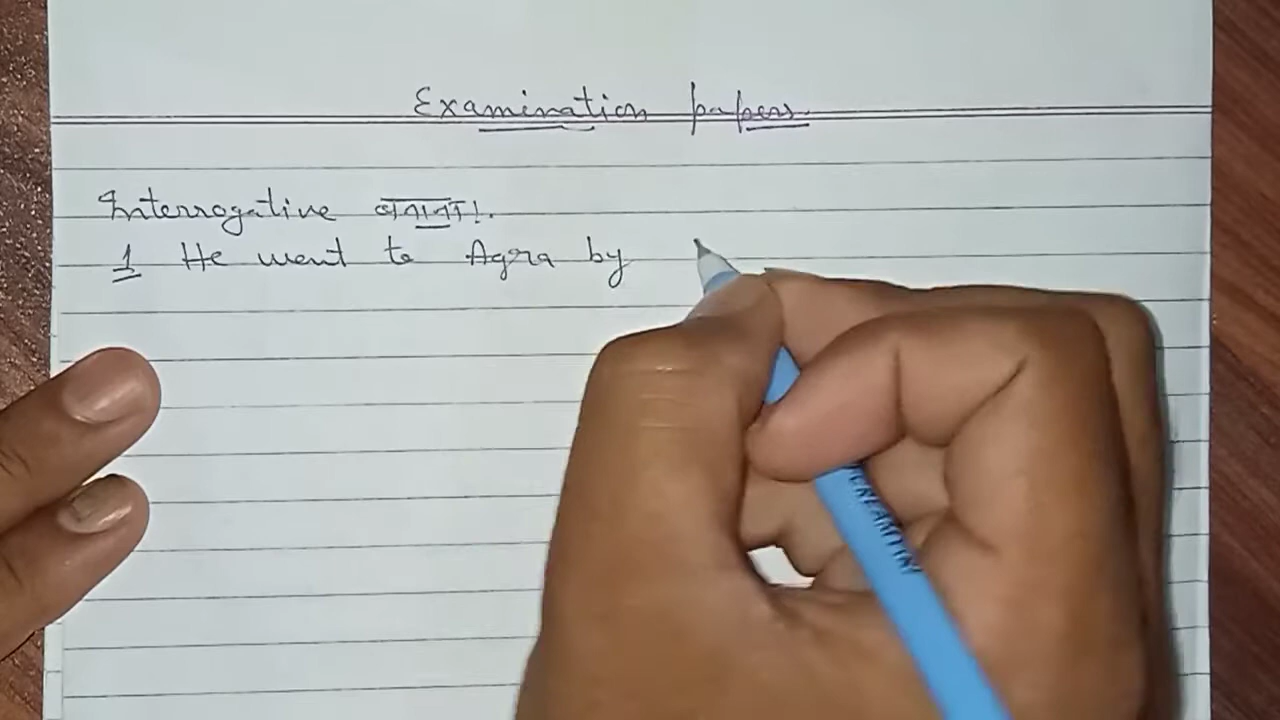 Examination papers.
Interrogative बनाना!.
1 He went to Agra by